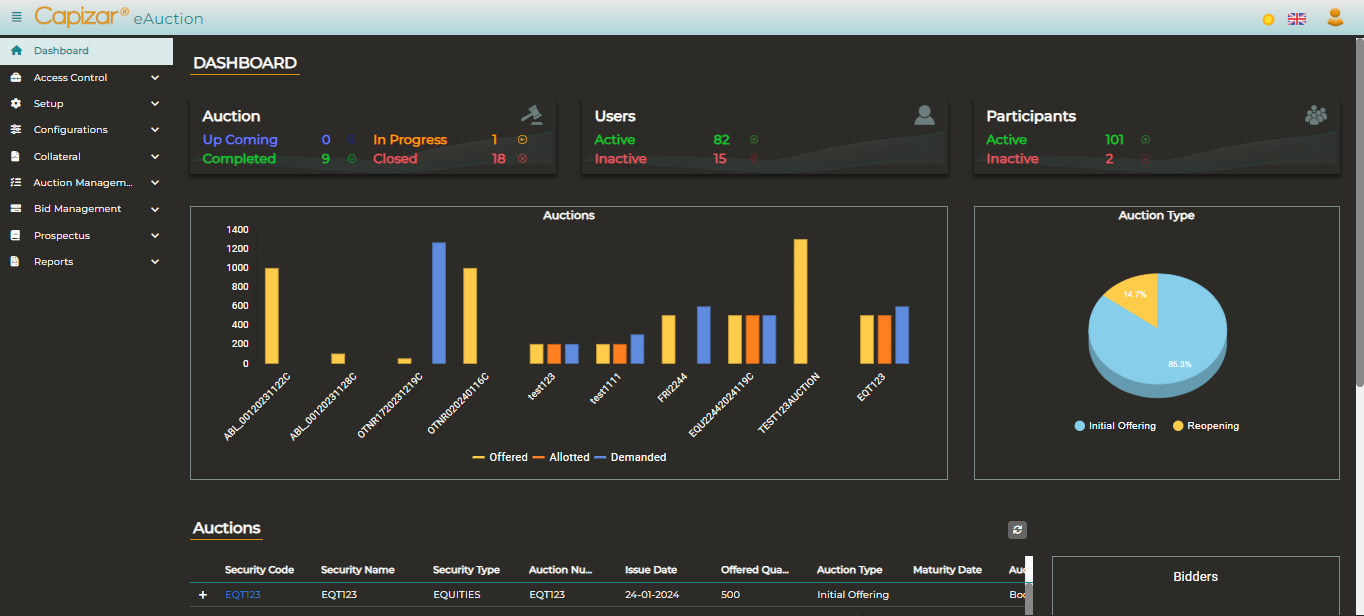 Capizar® eAuction
Dashboard
Access Control
Setup
Configurations
Collateral
Auction Managem...
Bid Management
Prospectus
Reports
DASHBOARD
Auction
Up Coming 0 In Progress 1
Completed 9 Closed 18
Users
Active 82
Inactive 15
Participants
Active 101
Inactive 2
Auctions
1400
1200
1000
800
600
400
200
0
ABL_00120231122C
ABL_00120231128C
OTNR1720231219C
OTNR020240116C
test123
test1111
FRI2244
EQU22442024119C
TEST123AUCTION
EQT123
Offered Allotted Demanded
Auction Type
14.7%
85.3%
Initial Offering Reopening
Auctions
Security Code Security Name Security Type Auction Nu... Issue Date Offered Qua... Auction Type Maturity Date Au
+ EQT123 EQT123 EQUITIES EQT123 24-01-2024 500 Initial Offering Boo
Bidders